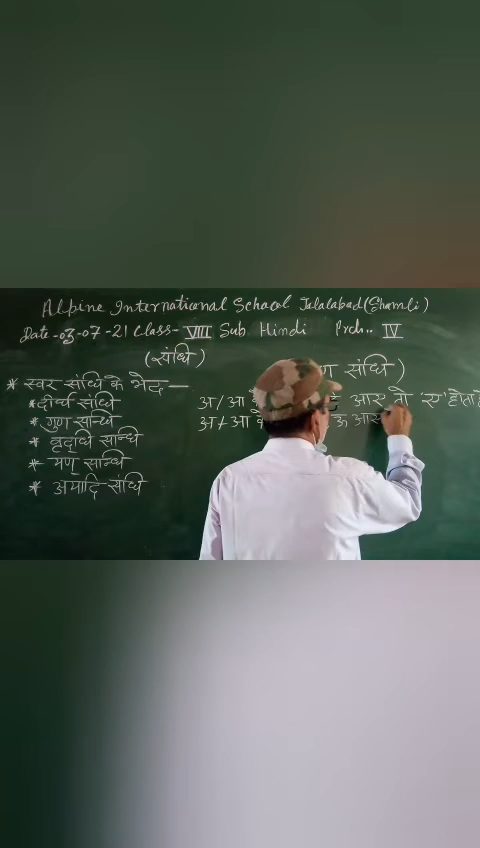 Alpine International School Jalalabad (Shamli)
Date-03-07-21 Class-VIII Sub Hindi Prd.. IV
(संधि)
ण संधि)
* स्वर संधि के भेद—
* दीर्घ संधि
* गुण सन्धि
* वृद्धि सन्धि
* यण् सान्धि
* अयादि संधि
अ/आ के आए तो 'ए' होता है
अ/आ के ऊ आए